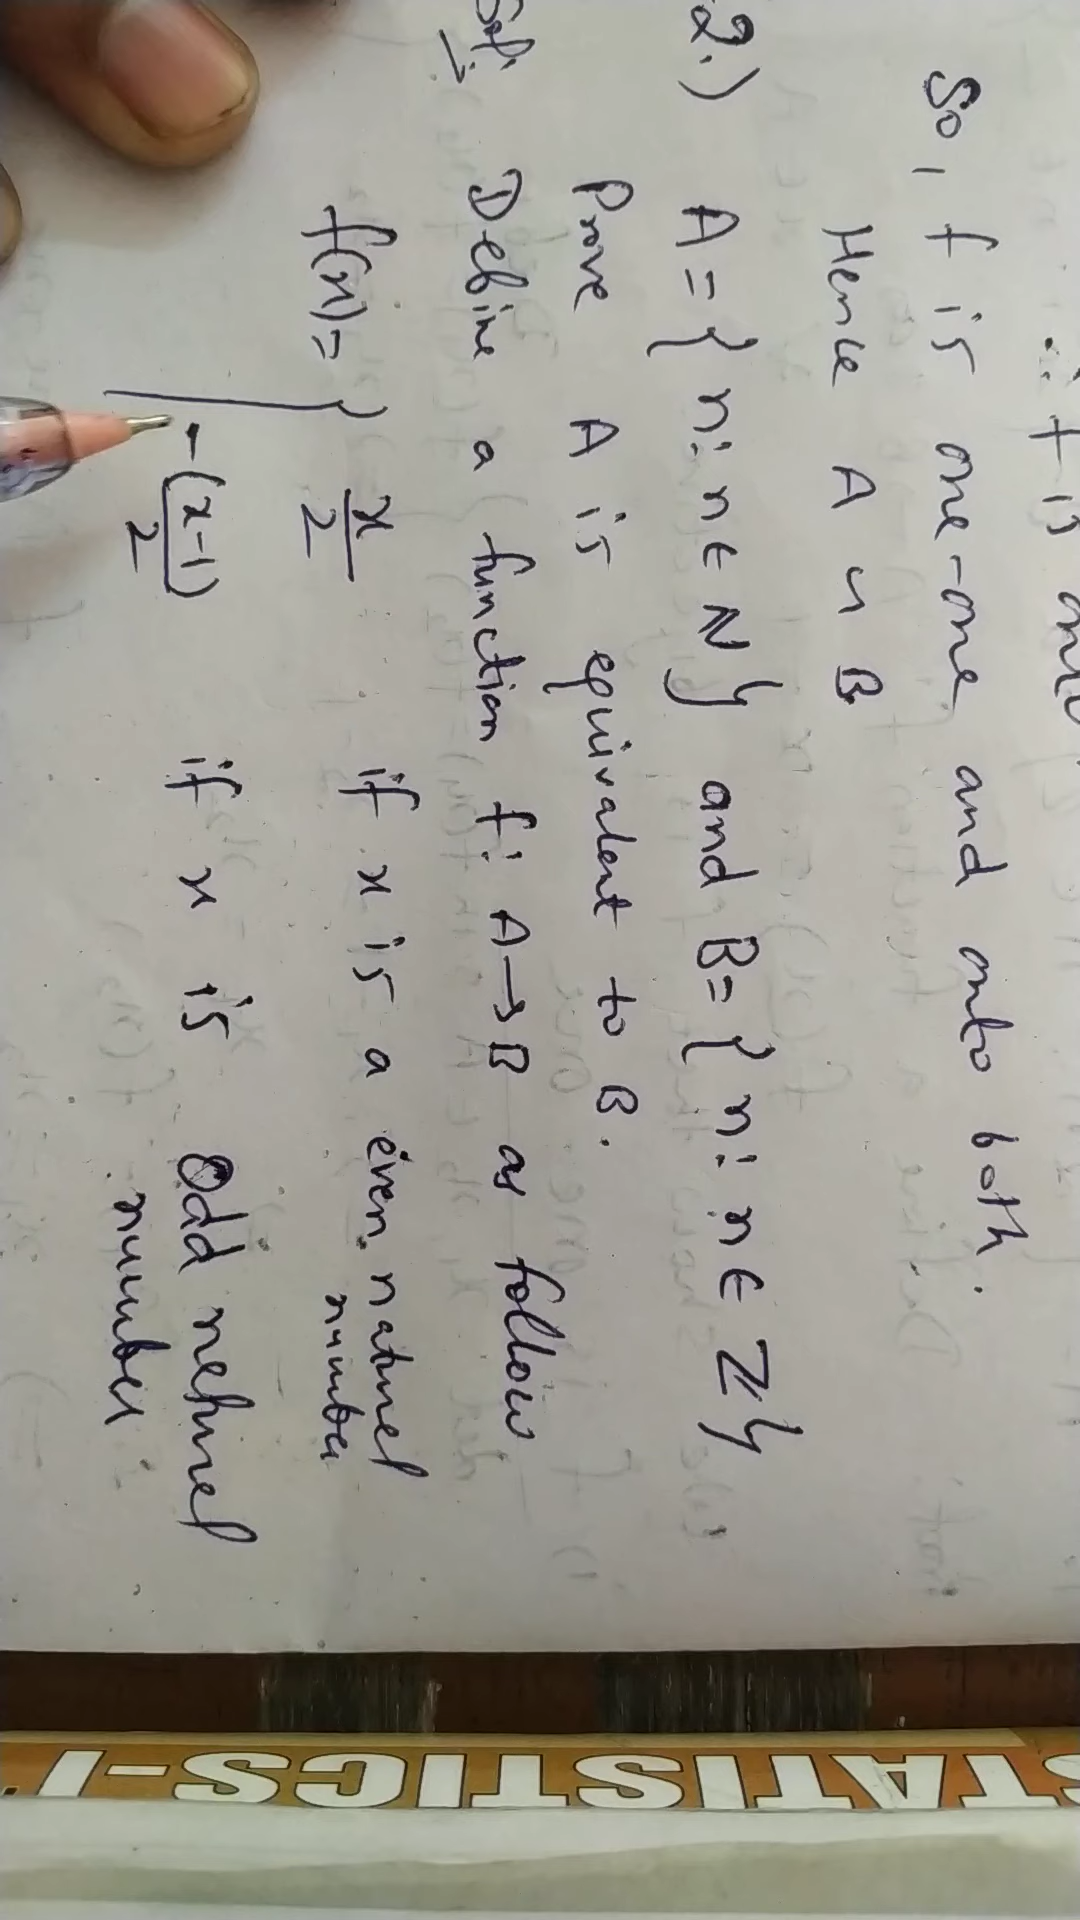 ∴ f is onto
So, f is one-one and onto both.
Hence A ~ B
2.) A = { n : n ∈ ℕ } and B = { n : n ∈ ℤ }
Prove A is equivalent to B.
Sol. Define a function f : A → B as follow
f(x) = { x/2 if x is a even natural number
-(x-1)/2 if x is odd natural number
STATISTICS-I